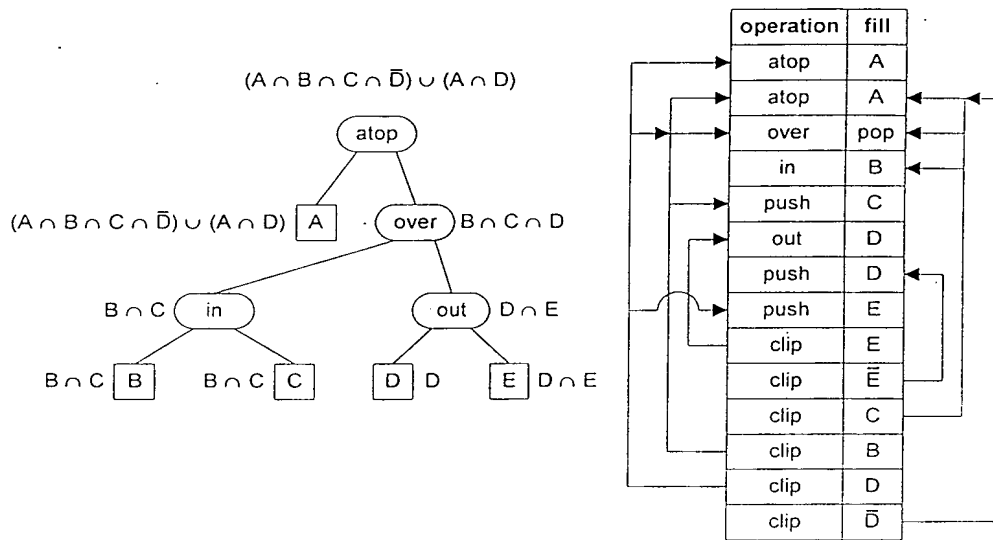 (A ∩ B ∩ C ∩ D̅) ∪ (A ∩ D)
atop
(A ∩ B ∩ C ∩ D̅) ∪ (A ∩ D) A over B ∩ C ∩ D
B ∩ C in out D ∩ E
B ∩ C B B ∩ C C D D E D ∩ E
operation fill
atop A
atop A
over pop
in B
push C
out D
push D
push E
clip E
clip E̅
clip C
clip B
clip D
clip D̅